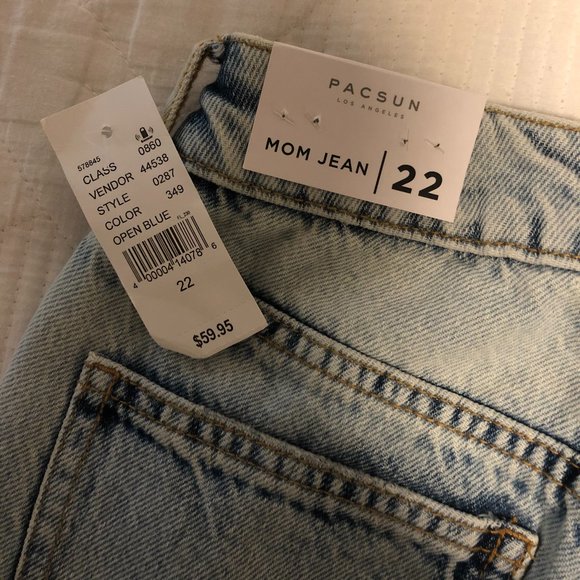 578845
CLASS 0860
VENDOR 44538
STYLE 0287
COLOR 349
OPEN BLUE
4 00004 14078 6
22
$59.95
PACSUN
LOS ANGELES
MOM JEAN | 22